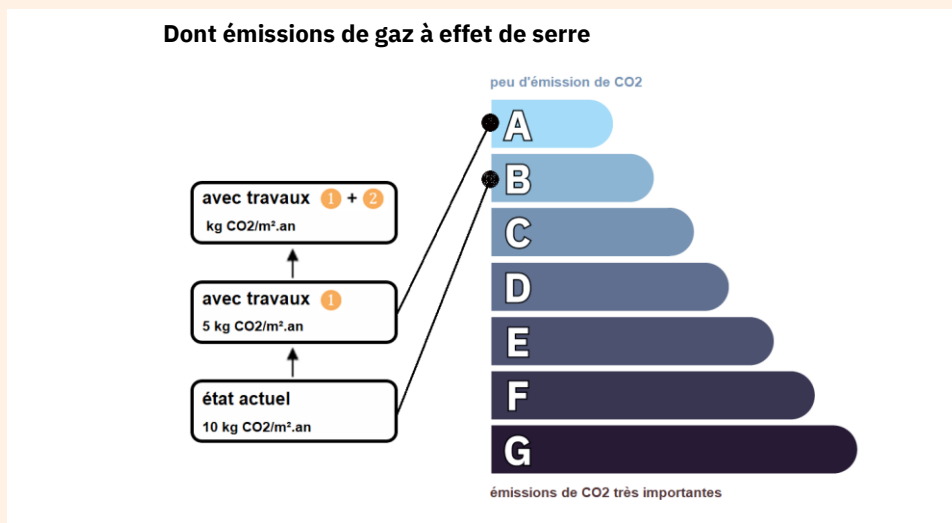 Dont émissions de gaz à effet de serre
peu d'émission de CO2
A
B
C
D
E
F
G
émissions de CO2 très importantes
avec travaux 1 + 2
kg CO2/m².an
avec travaux 1
5 kg CO2/m².an
état actuel
10 kg CO2/m².an